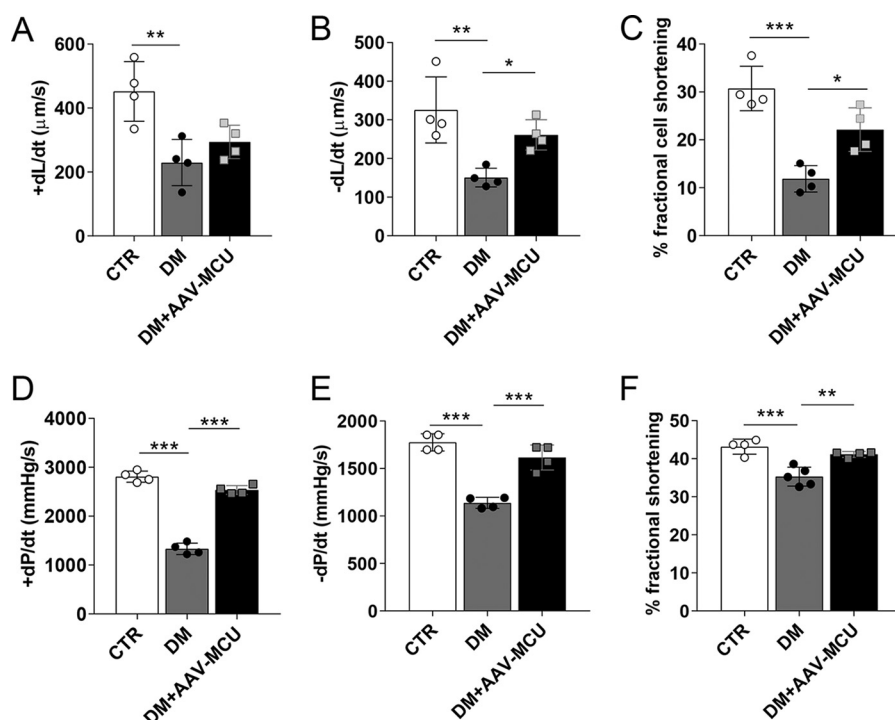 A
+dL/dt (μm/s)
600
400
200
0
**
CTR
DM
DM+AAV-MCU
B
-dL/dt (μm/s)
500
400
300
200
100
0
**
*
CTR
DM
DM+AAV-MCU
C
% fractional cell shortening
40
30
20
10
0
***
*
CTR
DM
DM+AAV-MCU
D
+dP/dt (mmHg/s)
4000
3000
2000
1000
0
***
***
CTR
DM
DM+AAV-MCU
E
-dP/dt (mmHg/s)
2000
1500
1000
500
0
***
***
CTR
DM
DM+AAV-MCU
F
% fractional shortening
50
40
30
20
10
0
***
**
CTR
DM
DM+AAV-MCU